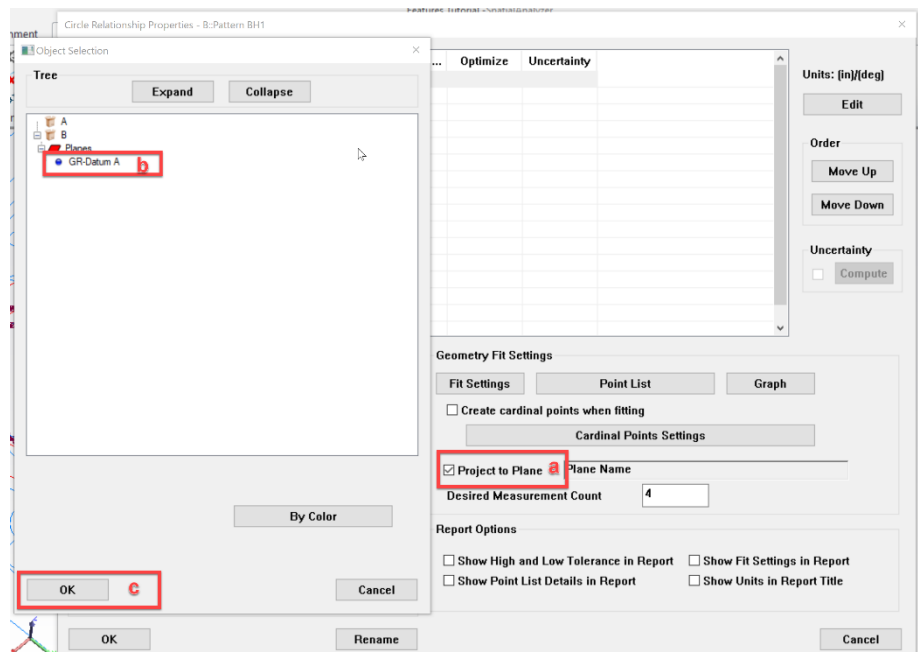 Features Tutorial -SpatialAnalyzer
Circle Relationship Properties - B::Pattern BH1
Object Selection
Tree
Expand
Collapse
A
B
Planes
GR-Datum A
b
By Color
OK
c
Cancel
... Optimize Uncertainty
Units: (in)/(deg)
Edit
Order
Move Up
Move Down
Uncertainty
Compute
Geometry Fit Settings
Fit Settings
Point List
Graph
Create cardinal points when fitting
Cardinal Points Settings
Project to Plane
a
Plane Name
Desired Measurement Count
4
Report Options
Show High and Low Tolerance in Report
Show Fit Settings in Report
Show Point List Details in Report
Show Units in Report Title
OK
Rename
Cancel